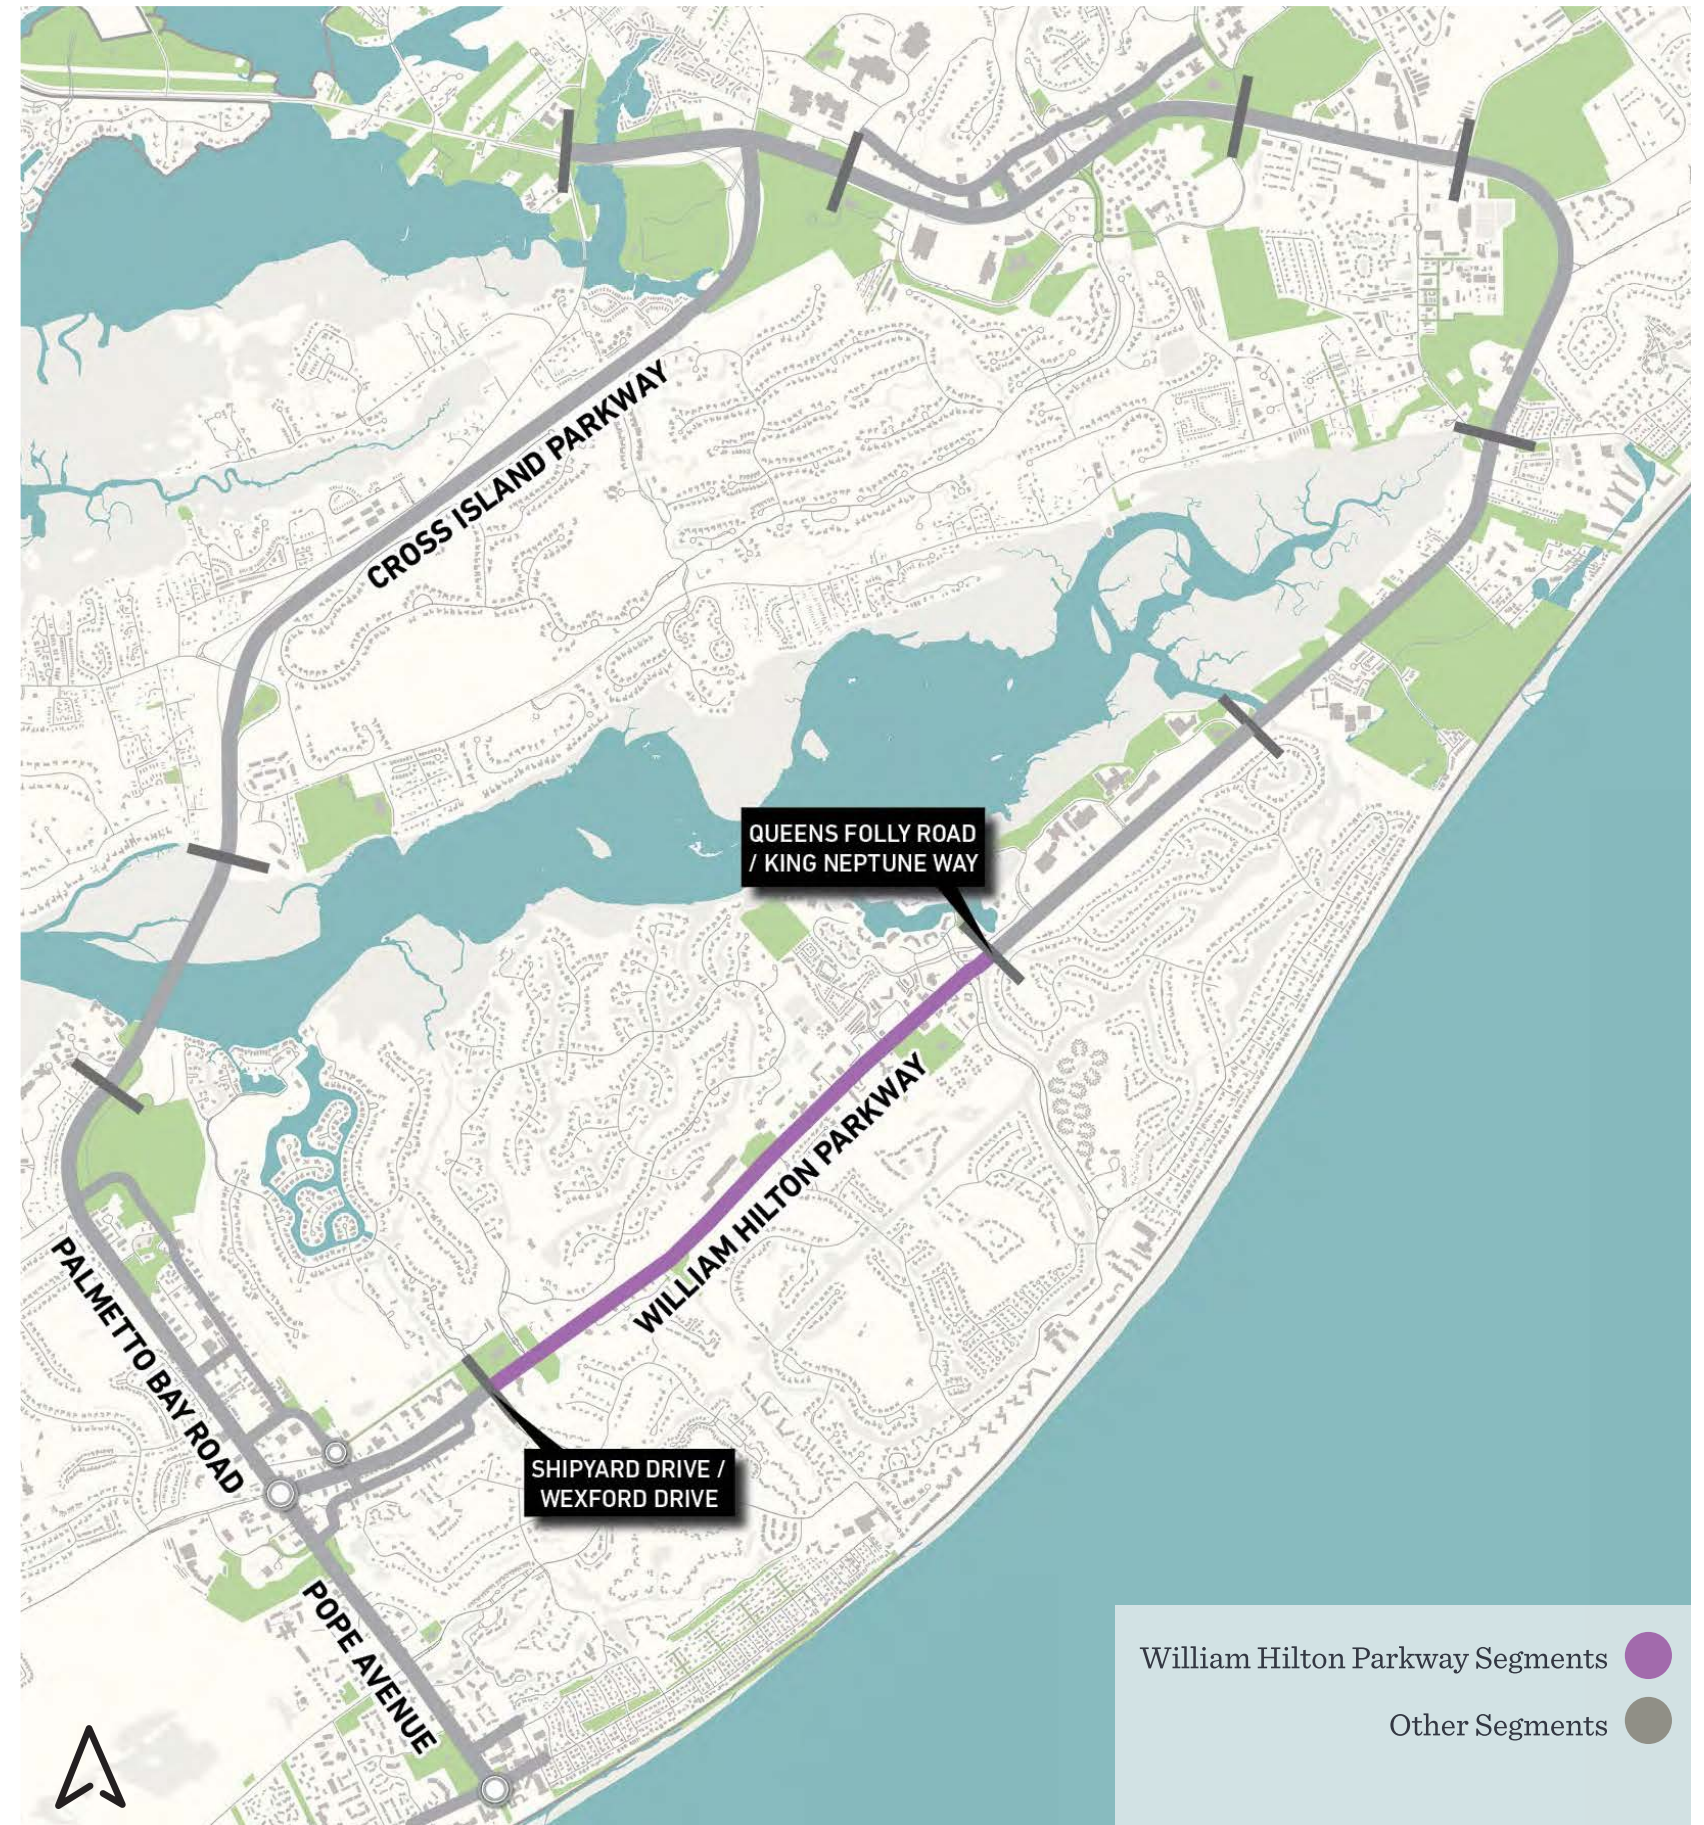 CROSS ISLAND PARKWAY
QUEENS FOLLY ROAD
/ KING NEPTUNE WAY
WILLIAM HILTON PARKWAY
PALMETTO BAY ROAD
SHIPYARD DRIVE /
WEXFORD DRIVE
POPE AVENUE
William Hilton Parkway Segments
Other Segments